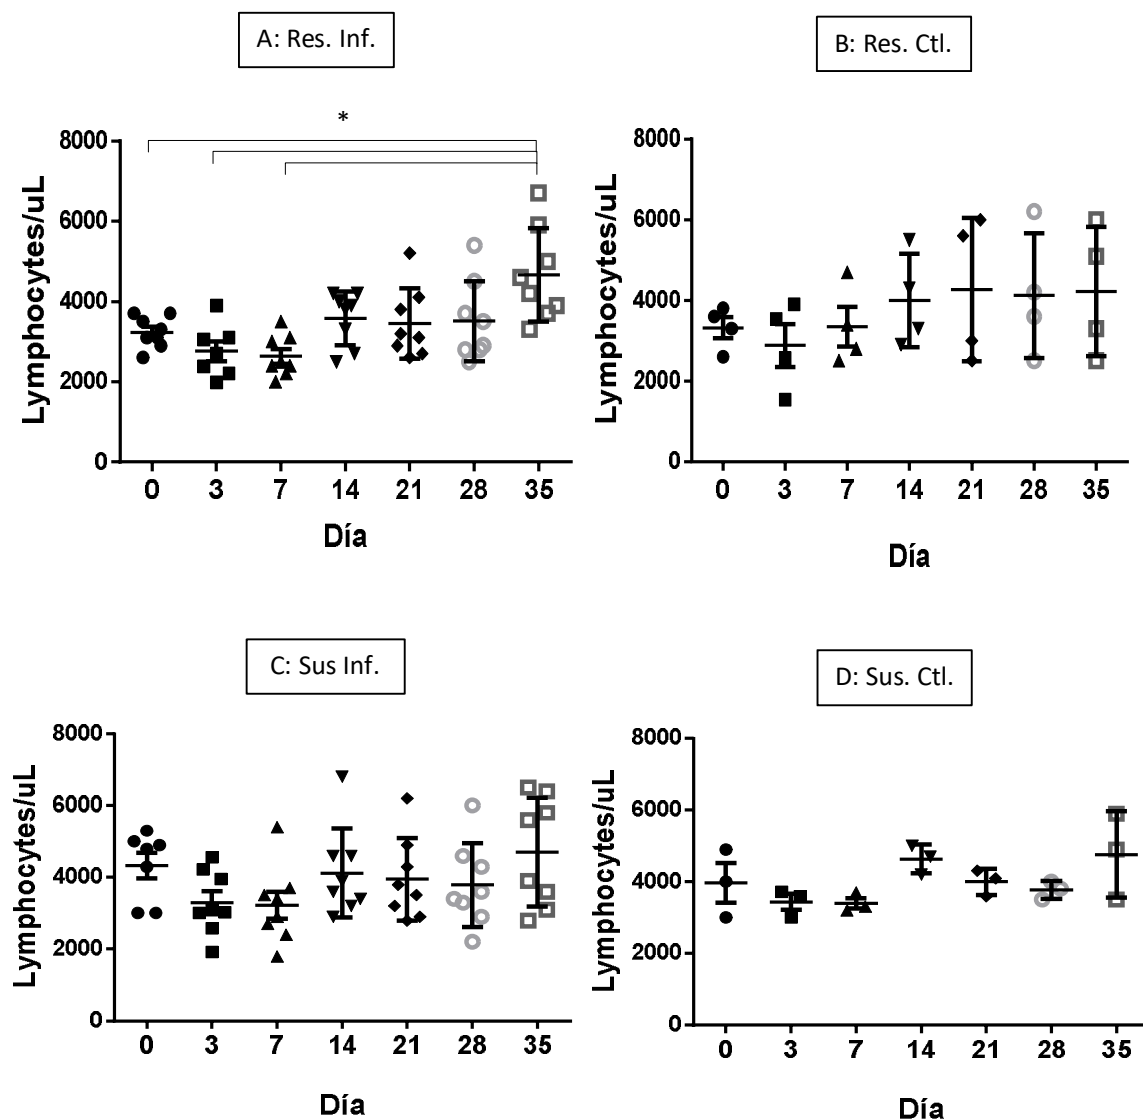 A: Res. Inf.
*
8000
6000
4000
2000
0
Lymphocytes/uL
0 3 7 14 21 28 35
Día
B: Res. Ctl.
8000
6000
4000
2000
0
Lymphocytes/uL
0 3 7 14 21 28 35
Día
C: Sus Inf.
8000
6000
4000
2000
0
Lymphocytes/uL
0 3 7 14 21 28 35
Día
D: Sus. Ctl.
8000
6000
4000
2000
0
Lymphocytes/uL
0 3 7 14 21 28 35
Día